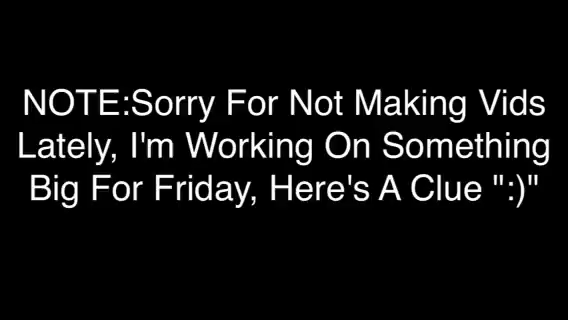 NOTE:Sorry For Not Making Vids
Lately, I'm Working On Something
Big For Friday, Here's A Clue ":)"